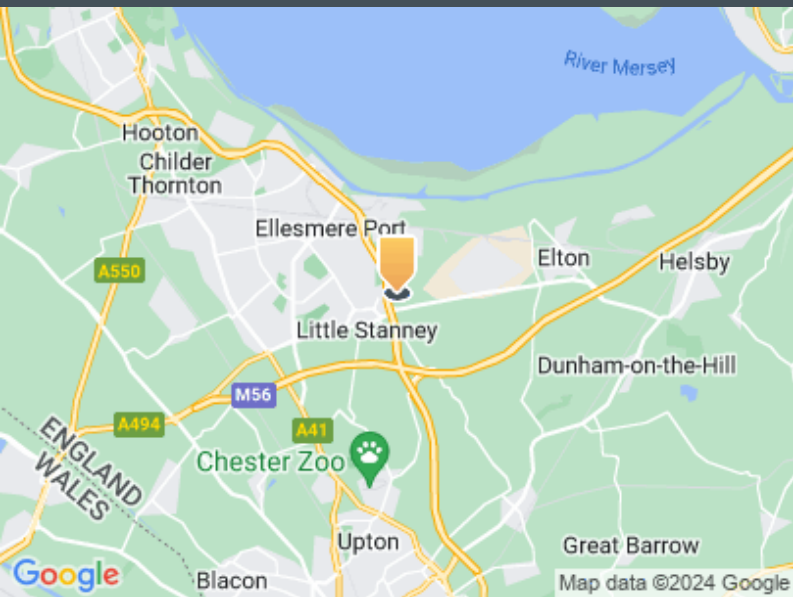 River Mersey
Hooton
Childer
Thornton
Ellesmere Port
Elton
Helsby
A550
Little Stanney
Dunham-on-the-Hill
M56
A494
A41
ENGLAND
WALES
Chester Zoo
Upton
Great Barrow
Google
Blacon
Map data ©2024 Google